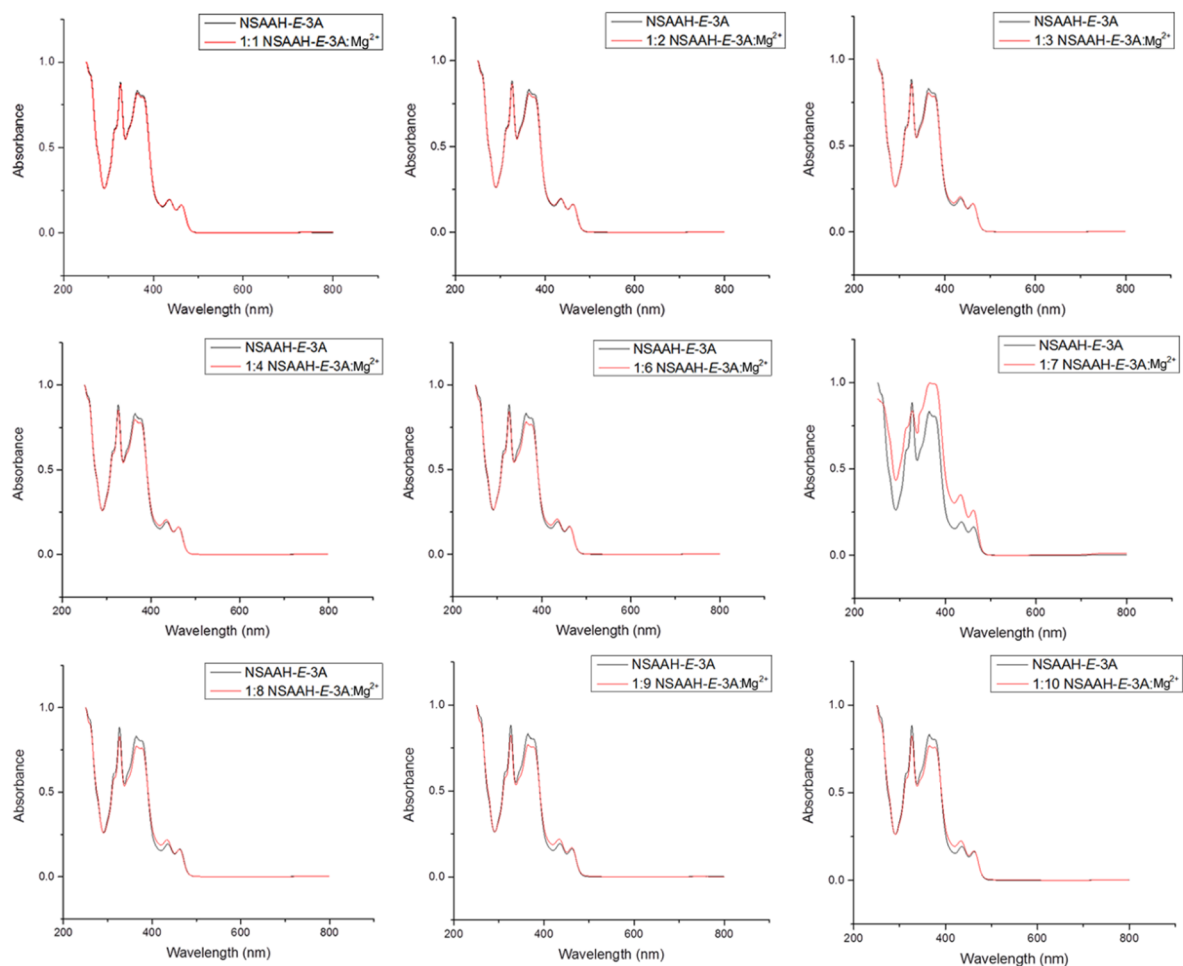 NSAAH-E-3A
1:1 NSAAH-E-3A:Mg²⁺
1.0
0.5
0.0
Absorbance
200 400 600 800
Wavelength (nm)
NSAAH-E-3A
1:2 NSAAH-E-3A:Mg²⁺
1.0
0.5
0.0
Absorbance
200 400 600 800
Wavelength (nm)
NSAAH-E-3A
1:3 NSAAH-E-3A:Mg²⁺
1.0
0.5
0.0
Absorbance
200 400 600 800
Wavelength (nm)
NSAAH-E-3A
1:4 NSAAH-E-3A:Mg²⁺
1.0
0.5
0.0
Absorbance
200 400 600 800
Wavelength (nm)
NSAAH-E-3A
1:6 NSAAH-E-3A:Mg²⁺
1.0
0.5
0.0
Absorbance
200 400 600 800
Wavelength (nm)
NSAAH-E-3A
1:7 NSAAH-E-3A:Mg²⁺
1.0
0.5
0.0
Absorbance
200 400 600 800
Wavelength (nm)
NSAAH-E-3A
1:8 NSAAH-E-3A:Mg²⁺
1.0
0.5
0.0
Absorbance
200 400 600 800
Wavelength (nm)
NSAAH-E-3A
1:9 NSAAH-E-3A:Mg²⁺
1.0
0.5
0.0
Absorbance
200 400 600 800
Wavelength (nm)
NSAAH-E-3A
1:10 NSAAH-E-3A:Mg²⁺
1.0
0.5
0.0
Absorbance
200 400 600 800
Wavelength (nm)